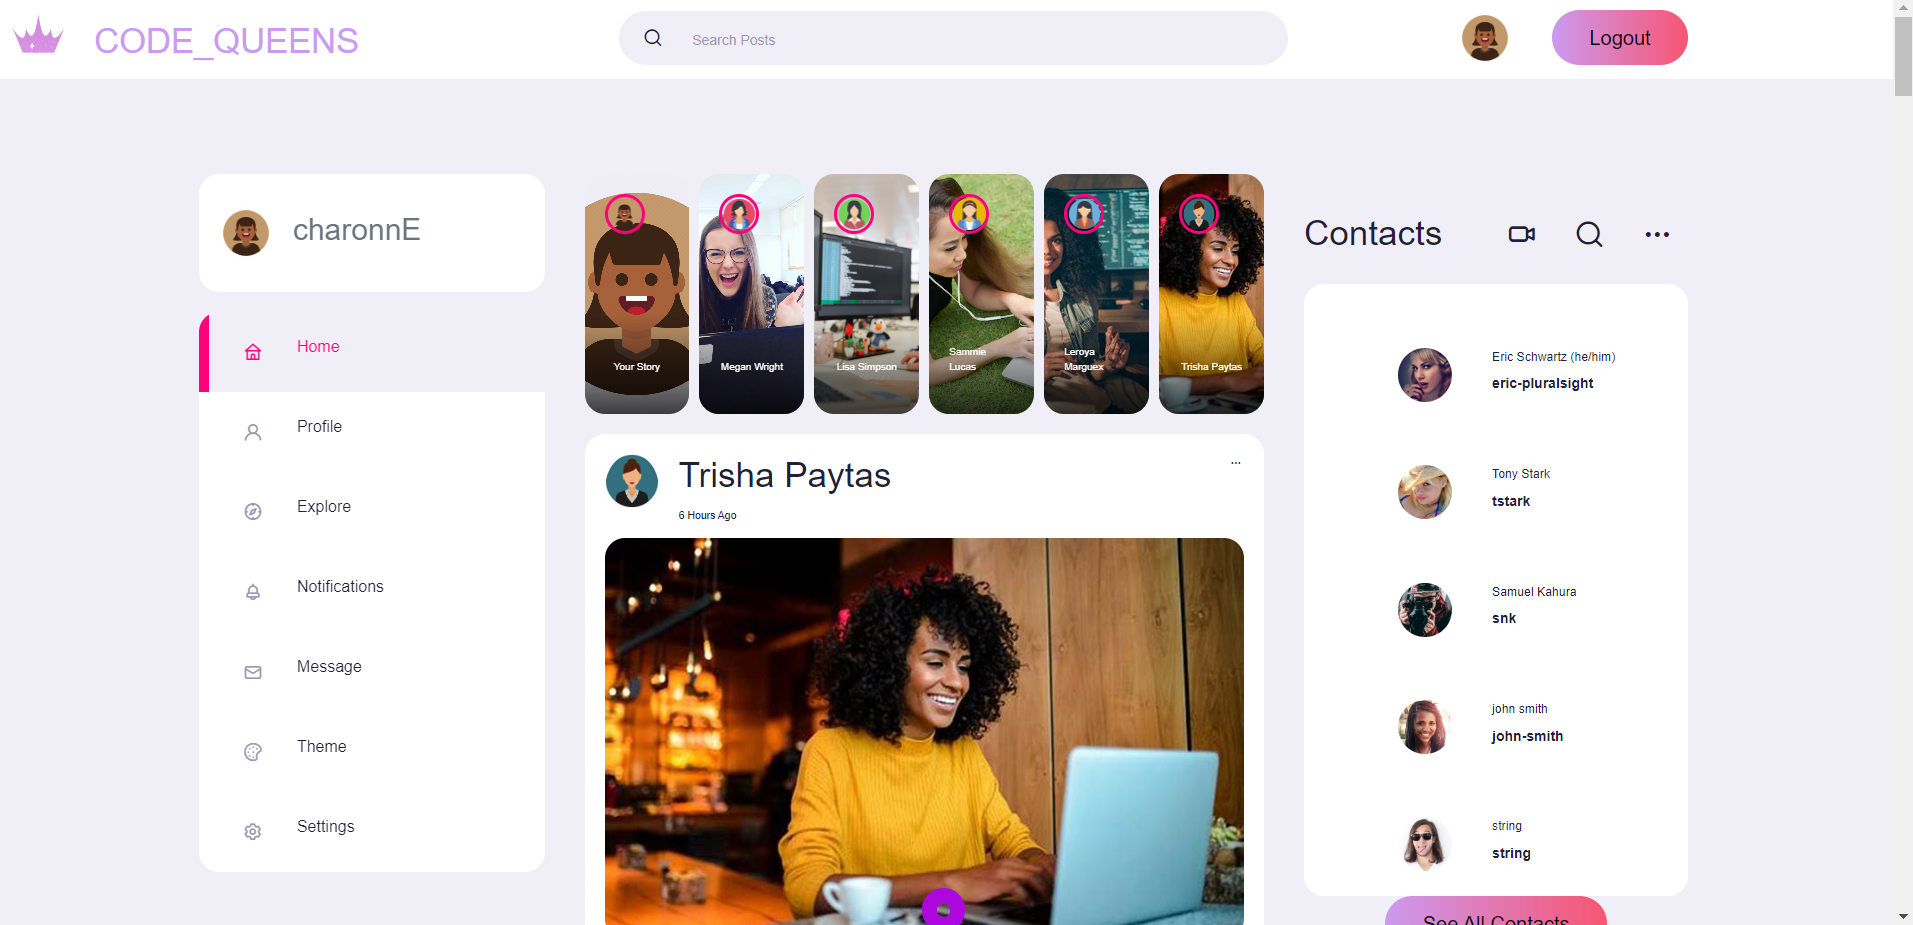 CODE_QUEENS
Search Posts
Logout
charonnE
Home
Profile
Explore
Notifications
Message
Theme
Settings
Your Story
Megan Wright
Lisa Simpson
Sammie
Lucas
Leroya
Marguex
Trisha Paytas
Trisha Paytas
...
6 Hours Ago
Contacts
Eric Schwartz (he/him)
eric-pluralsight
Tony Stark
tstark
Samuel Kahura
snk
john smith
john-smith
string
string
See All Contacts